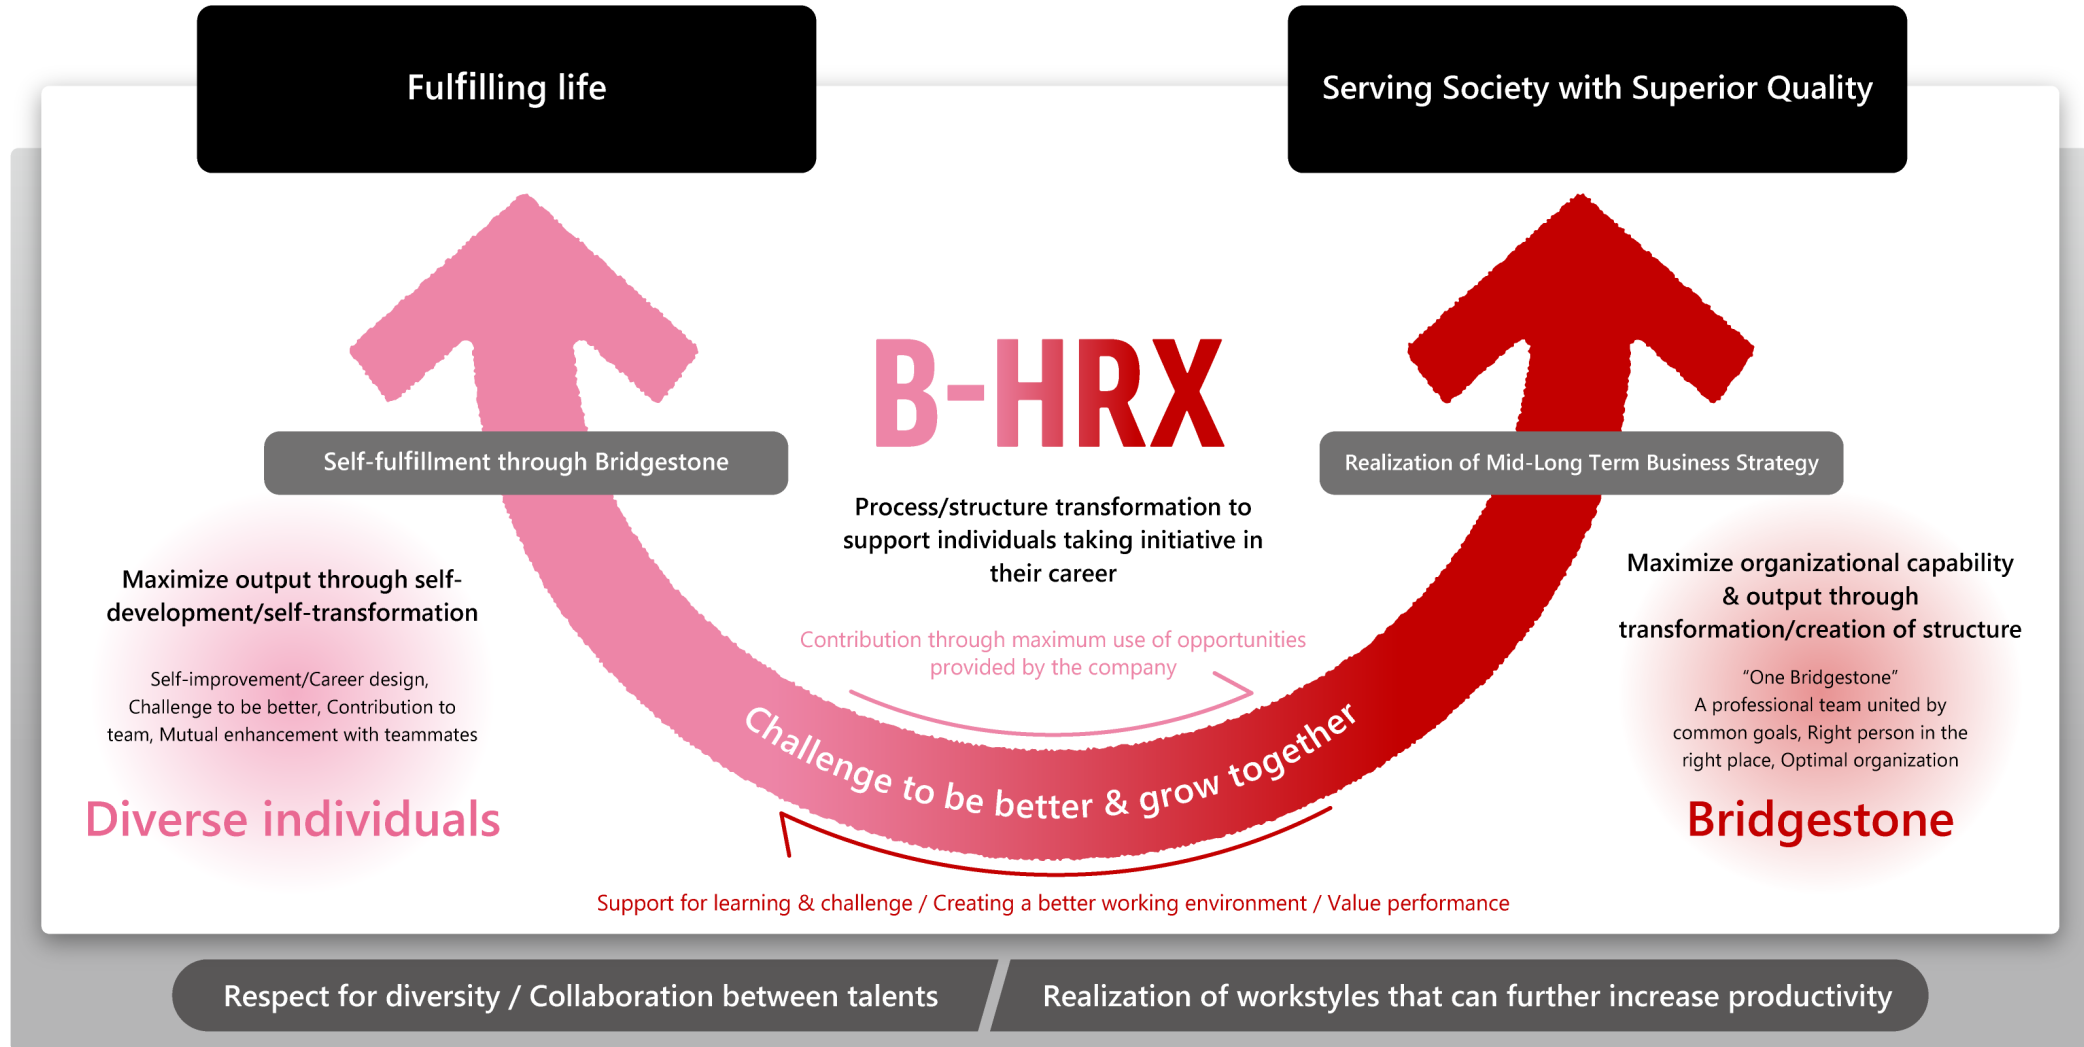 Fulfilling life
Serving Society with Superior Quality
B-HRX
Self-fulfillment through Bridgestone
Realization of Mid-Long Term Business Strategy
Process/structure transformation to
support individuals taking initiative in
their career
Maximize output through self-
development/self-transformation
Self-improvement/Career design,
Challenge to be better, Contribution to
team, Mutual enhancement with teammates
Diverse individuals
Contribution through maximum use of opportunities
provided by the company
Challenge to be better & grow together
Support for learning & challenge / Creating a better working environment / Value performance
Maximize organizational capability
& output through
transformation/creation of structure
“One Bridgestone”
A professional team united by
common goals, Right person in the
right place, Optimal organization
Bridgestone
Respect for diversity / Collaboration between talents
Realization of workstyles that can further increase productivity